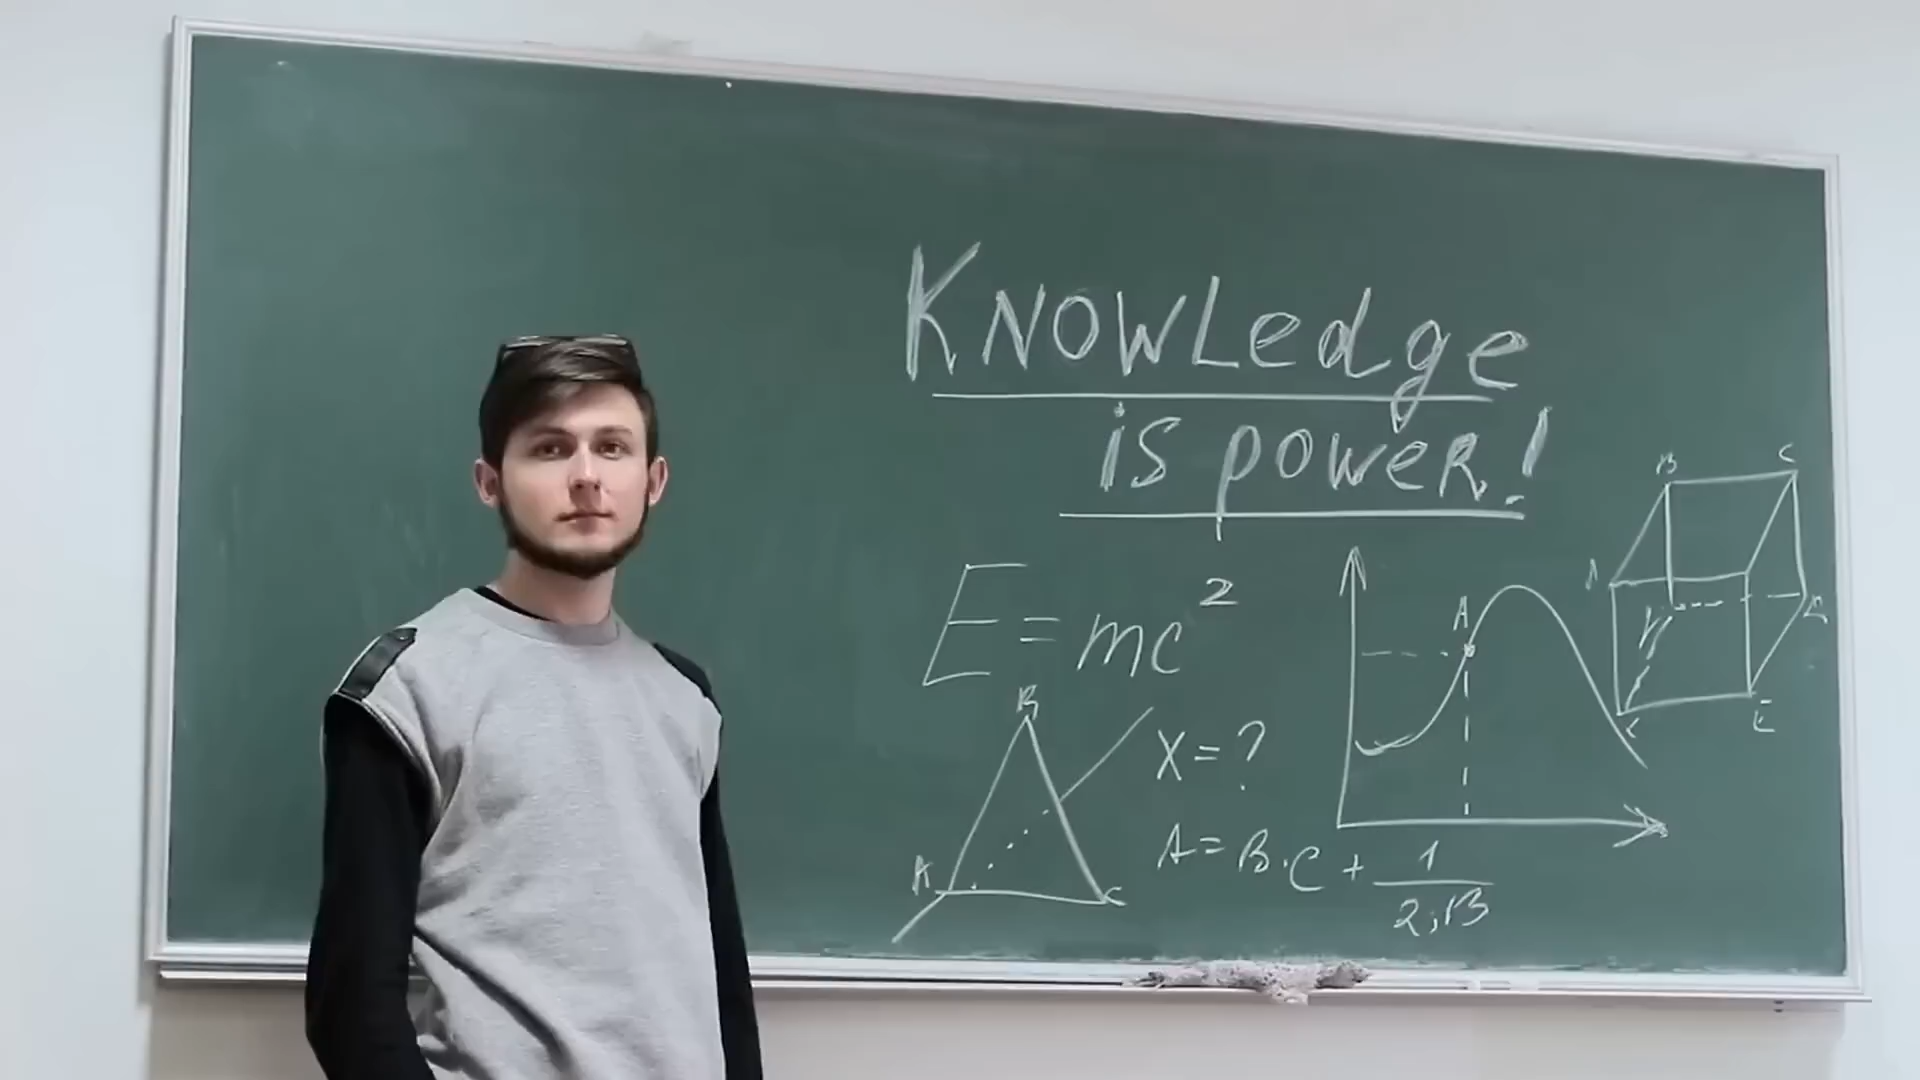 KNOWLedge
is poweR!
E=mc²
X=?
A=B·C+1/2,13
B
A
C
A
B
C
E